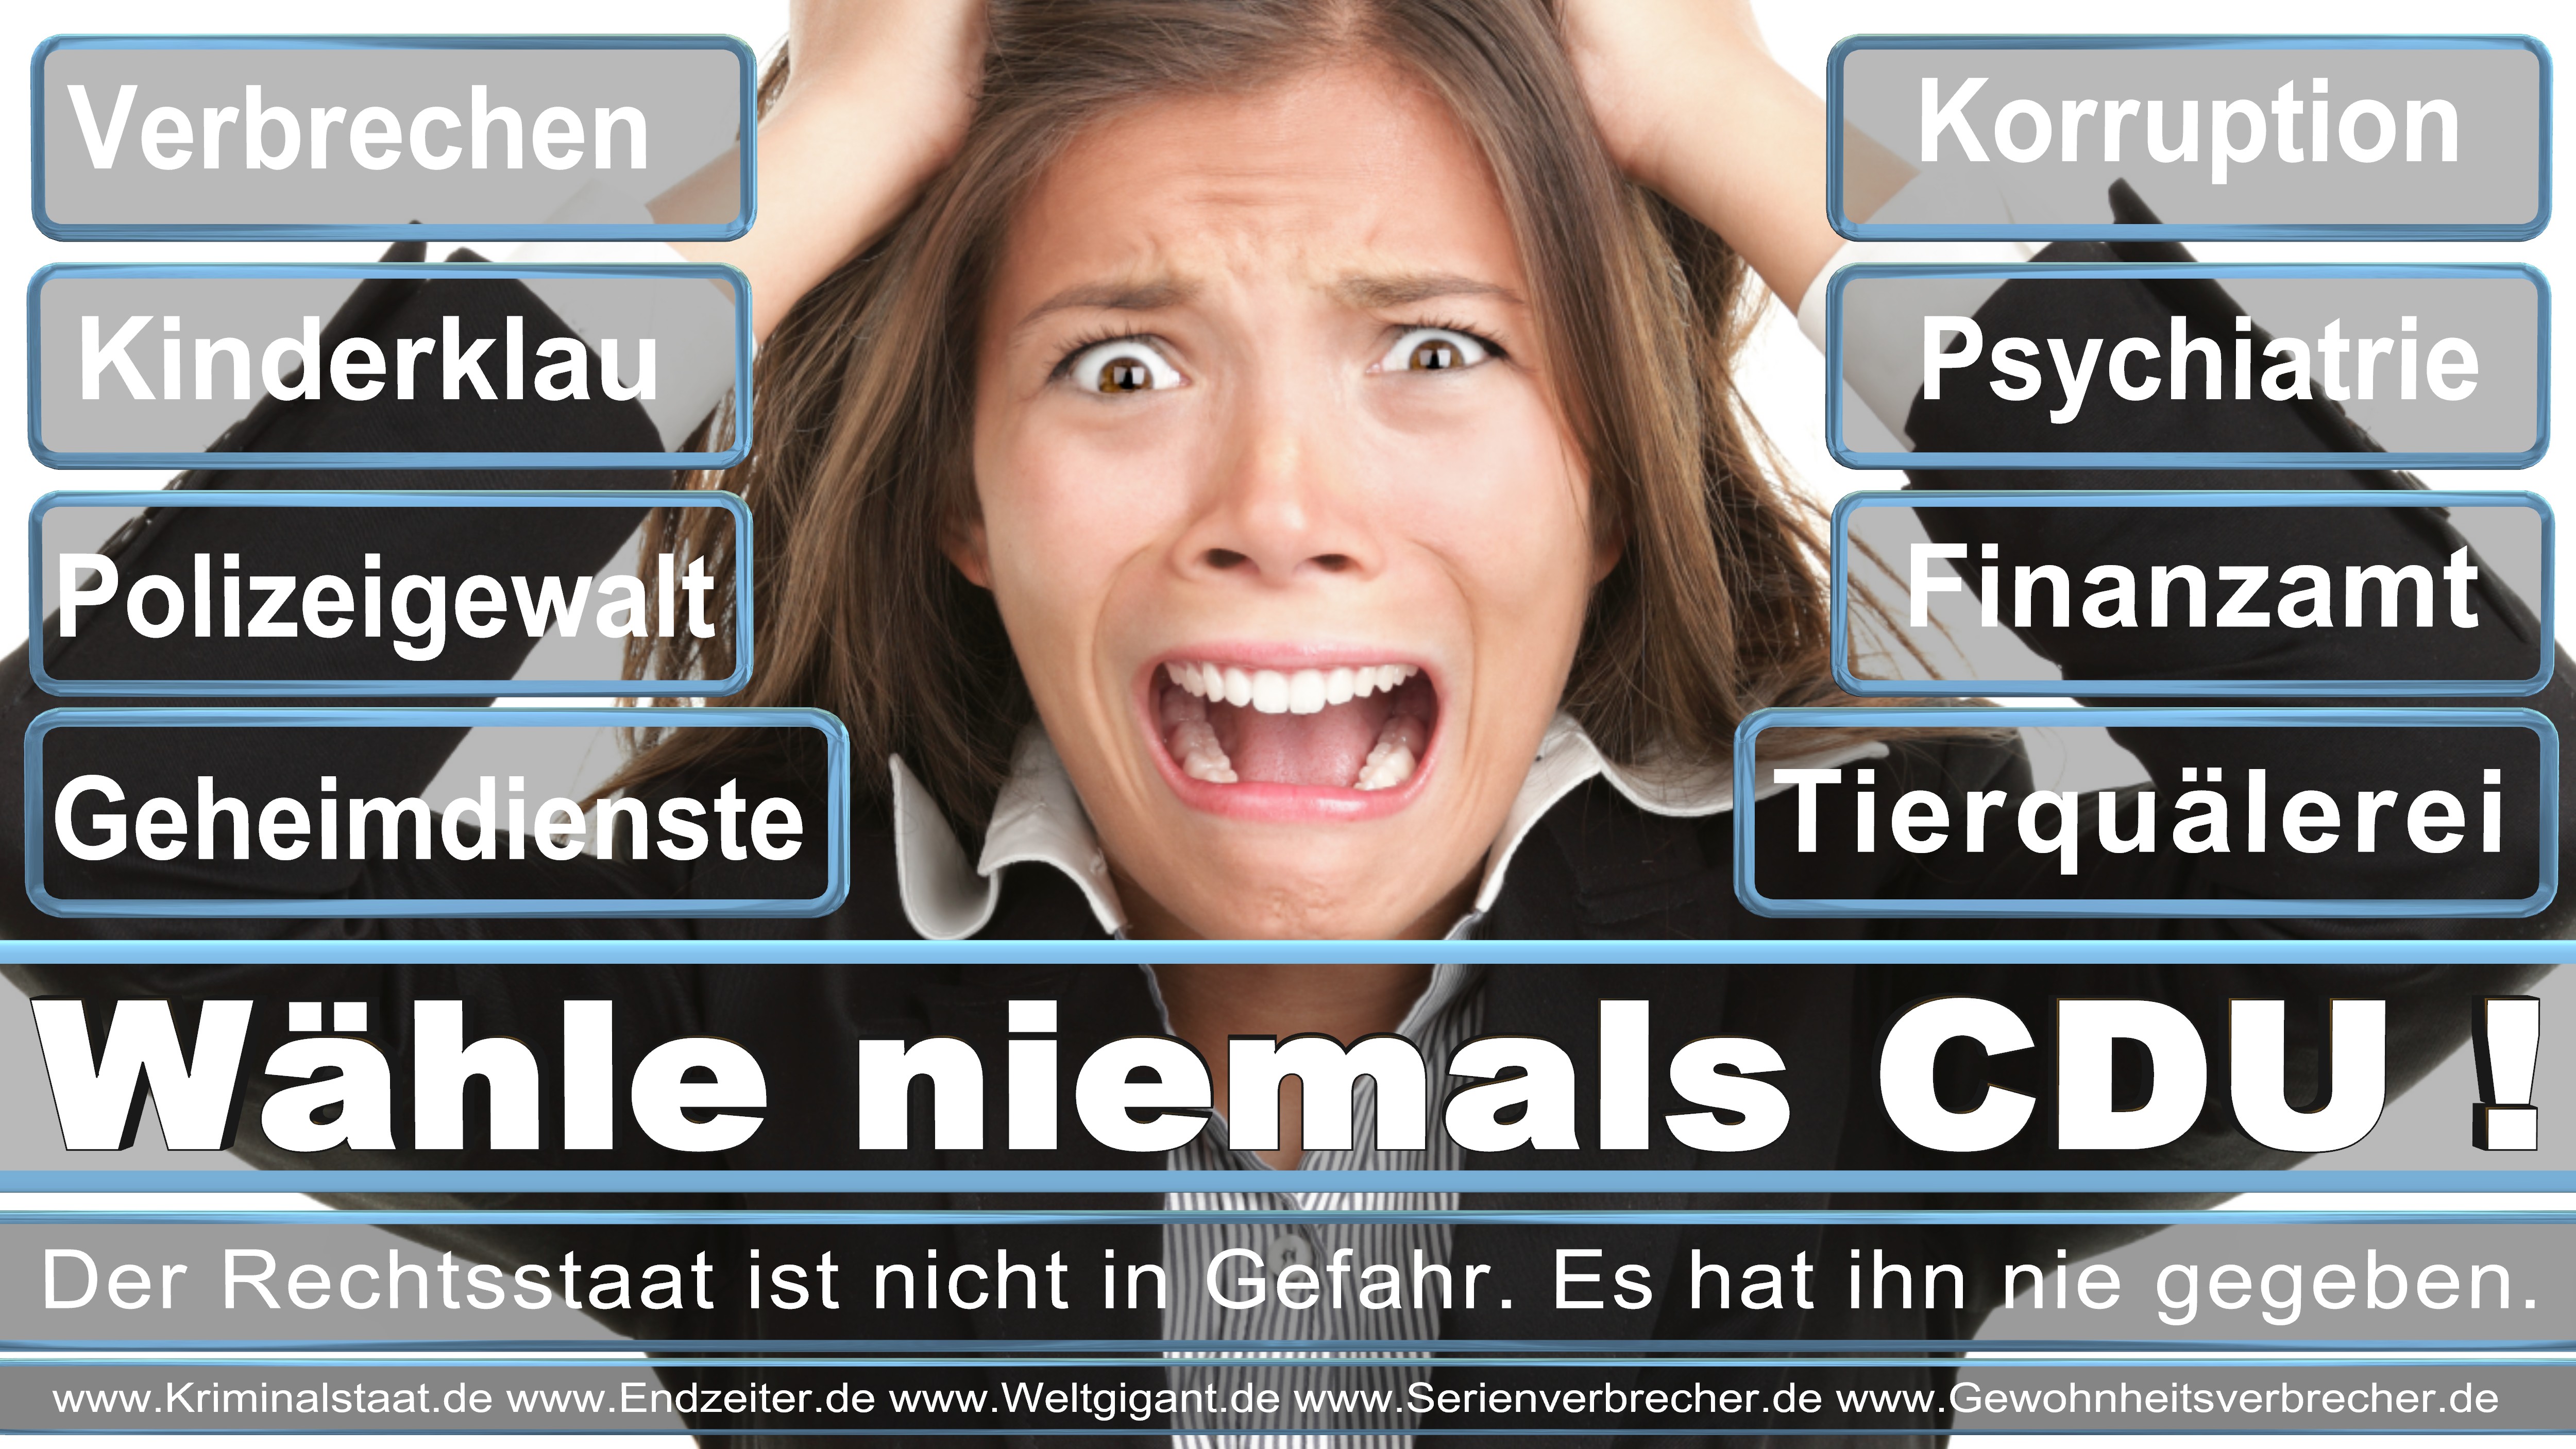 Verbrechen
Kinderklau
Polizeigewalt
Geheimdienste
Korruption
Psychiatrie
Finanzamt
Tierquälerei
Wähle niemals CDU !
Der Rechtsstaat ist nicht in Gefahr. Es hat ihn nie gegeben.
www.Kriminalstaat.de www.Endzeiter.de www.Weltgigant.de www.Serienverbrecher.de www.Gewohnheitsverbrecher.de